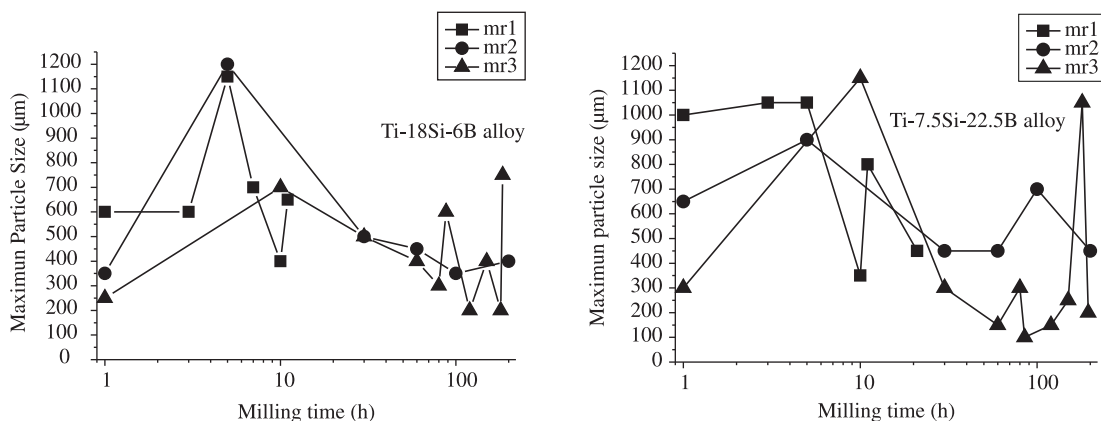 mr1
mr2
mr3
1200
1100
1000
900
800
700
600
500
400
300
200
100
0
Maximum Particle Size (μm)
Ti-18Si-6B alloy
1 10 100
Milling time (h)
mr1
mr2
mr3
1200
1100
1000
900
800
700
600
500
400
300
200
100
0
Maximun particle size (μm)
Ti-7.5Si-22.5B alloy
1 10 100
Milling time (h)